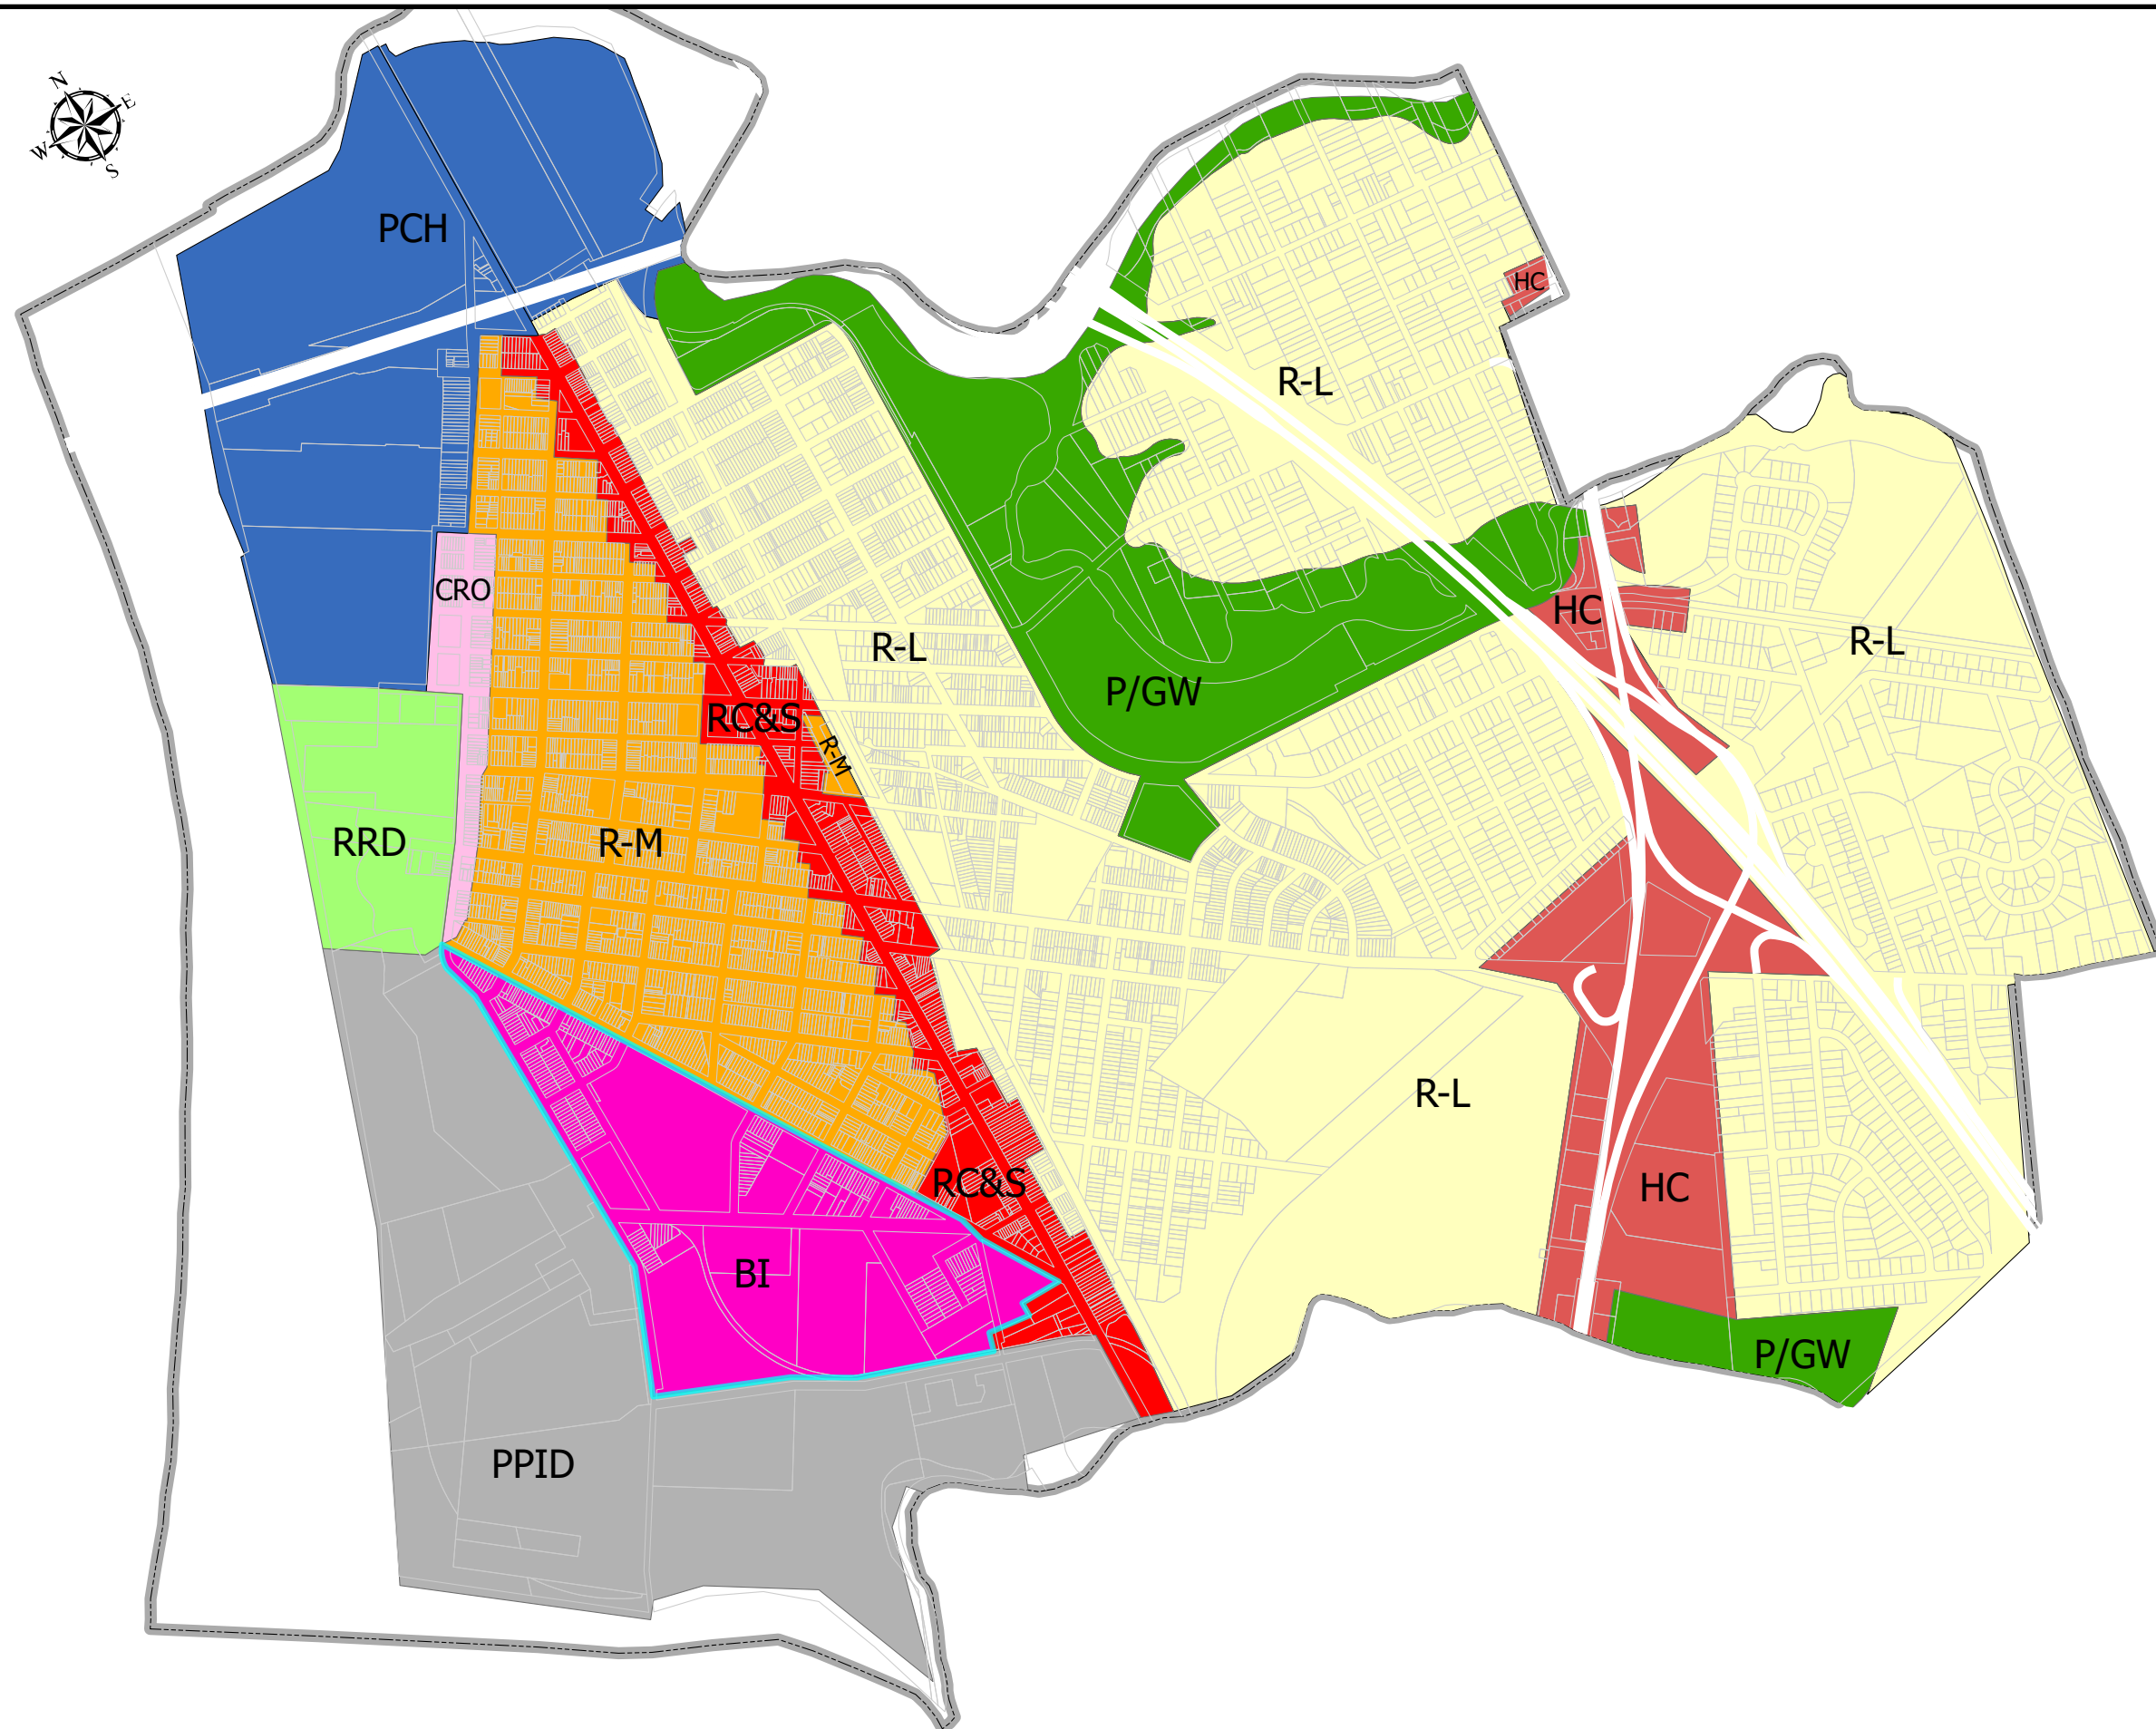 N
E
W
S
PCH
HC
R-L
CRO
HC
R-L
R-L
P/GW
RC&S
R-M
RRD
R-M
R-L
RC&S
HC
BI
P/GW
PPID